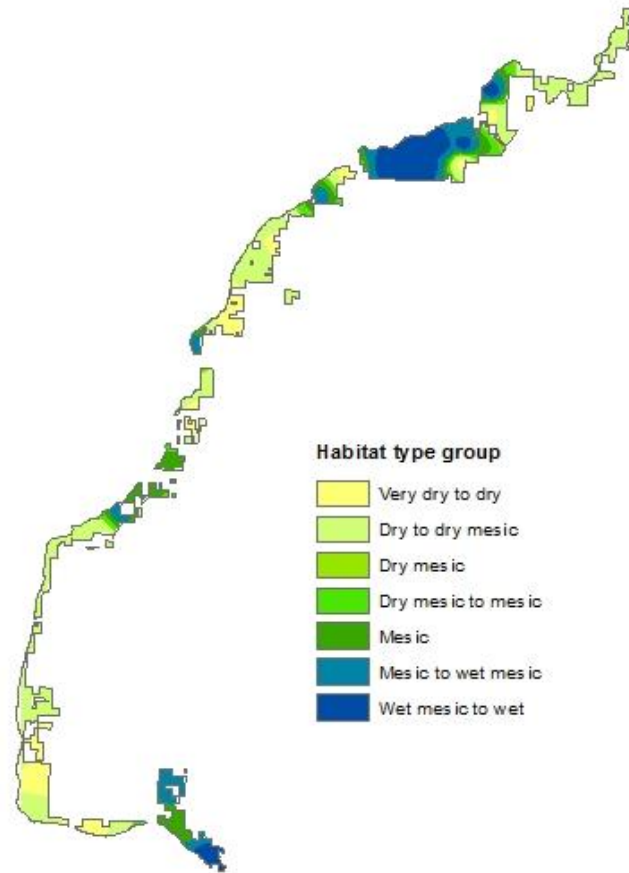 Habitat type group
Very dry to dry
Dry to dry mesic
Dry mesic
Dry mesic to mesic
Mesic
Mesic to wet mesic
Wet mesic to wet